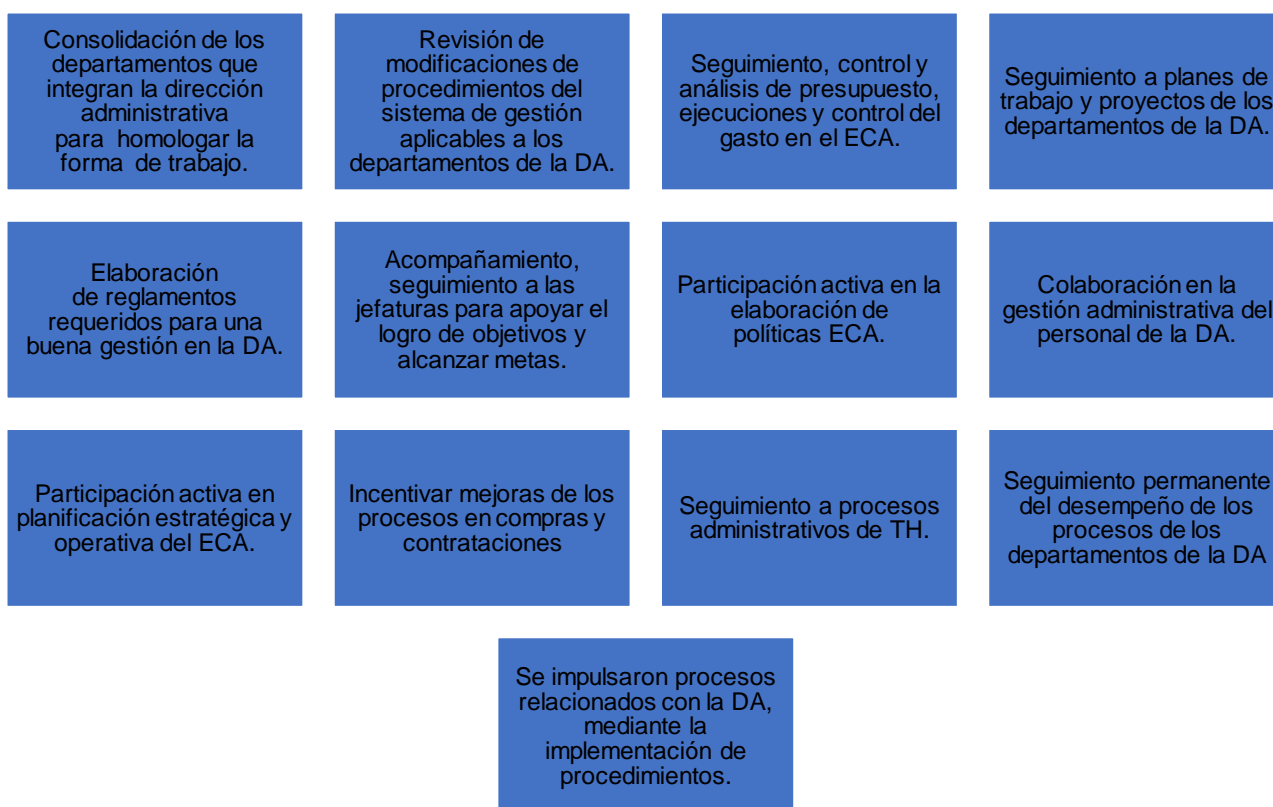 Consolidación de los
departamentos que
integran la dirección
administrativa
para homologar la
forma de trabajo.
Revisión de
modificaciones de
procedimientos del
sistema de gestión
aplicables a los
departamentos de la DA.
Seguimiento, control y
análisis de presupuesto,
ejecuciones y control del
gasto en el ECA.
Seguimiento a planes de
trabajo y proyectos de los
departamentos de la DA.
Elaboración
de reglamentos
requeridos para una
buena gestión en la DA.
Acompañamiento,
seguimiento a las
jefaturas para apoyar el
logro de objetivos y
alcanzar metas.
Participación activa en la
elaboración de
políticas ECA.
Colaboración en la
gestión administrativa del
personal de la DA.
Participación activa en
planificación estratégica y
operativa del ECA.
Incentivar mejoras de los
procesos en compras y
contrataciones
Seguimiento a procesos
administrativos de TH.
Seguimiento permanente
del desempeño de los
procesos de los
departamentos de la DA
Se impulsaron procesos
relacionados con la DA,
mediante la
implementación de
procedimientos.